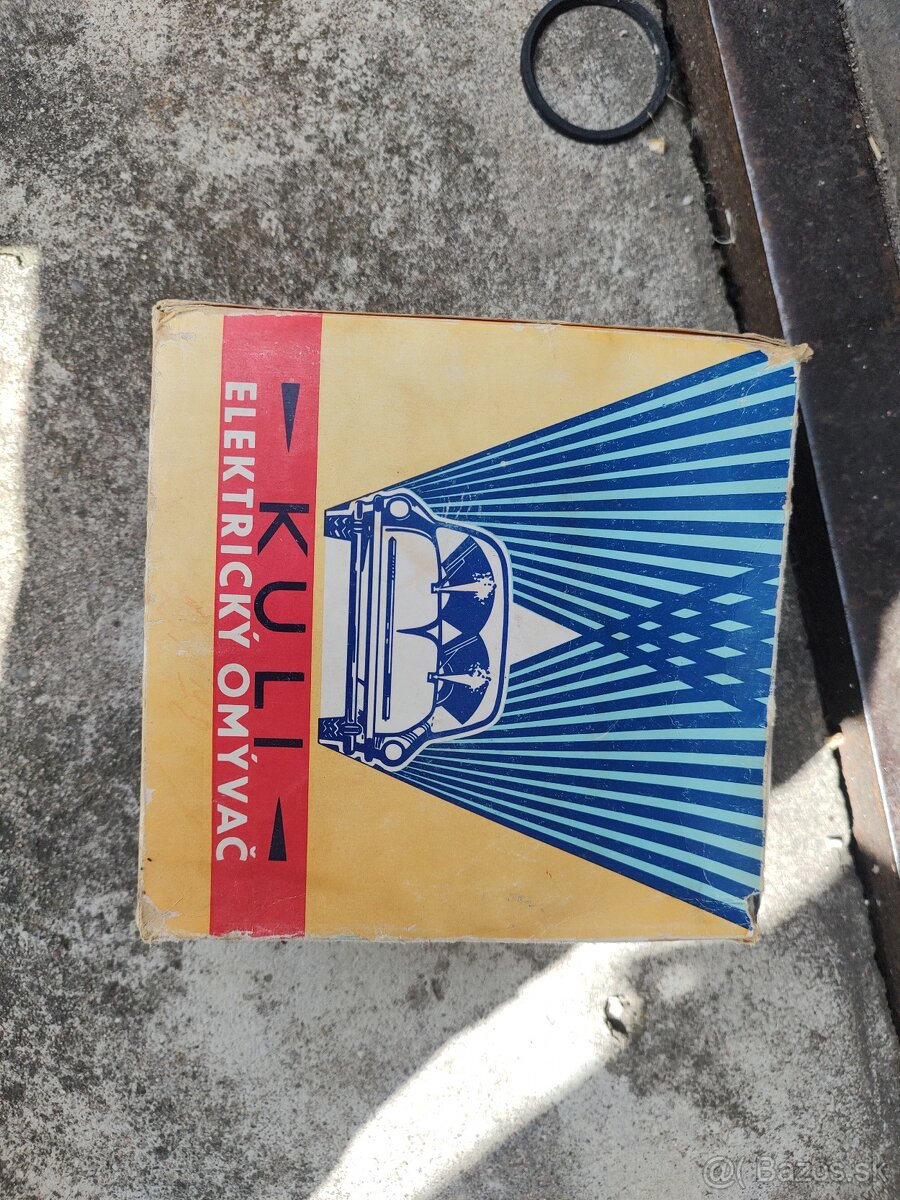 KULI
ELEKTRICKÝ OMÝVAČ
@Bazos.sk